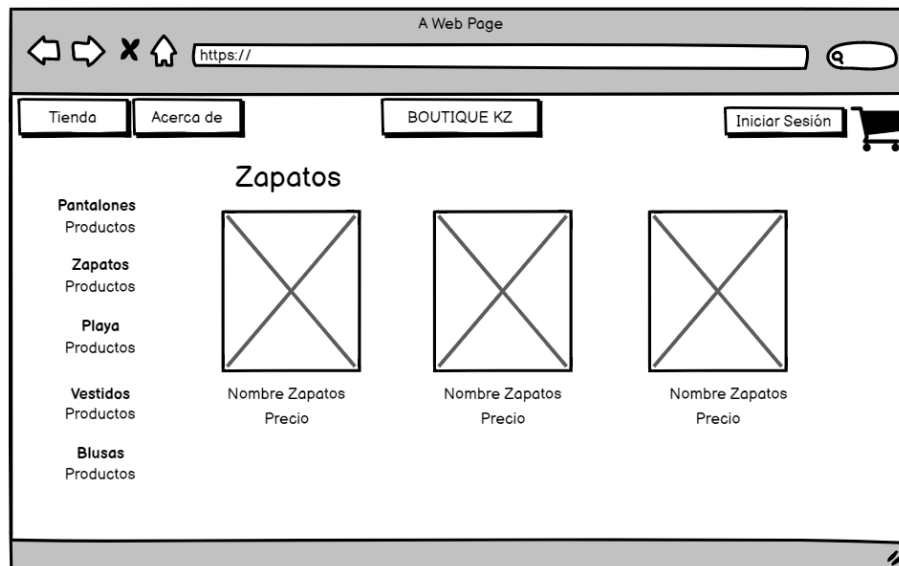 A Web Page
https://
Tienda
Acerca de
BOUTIQUE KZ
Iniciar Sesión
Zapatos
Pantalones
Productos
Zapatos
Productos
Playa
Productos
Vestidos
Productos
Blusas
Productos
Nombre Zapatos
Precio
Nombre Zapatos
Precio
Nombre Zapatos
Precio